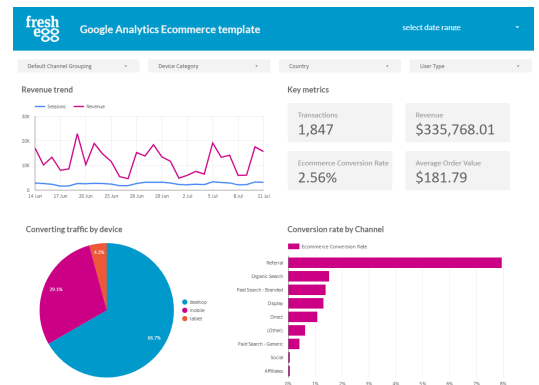 fresh
egg
Google Analytics Ecommerce template
select date range
Default Channel Grouping
Device Category
Country
User Type
Revenue trend
Sessions Revenue
30K
20K
10K
0
14 Jun 17 Jun 20 Jun 23 Jun 26 Jun 29 Jun 2 Jul 5 Jul 8 Jul 11 Jul
Key metrics
Transactions
1,847
Revenue
$335,768.01
Ecommerce Conversion Rate
2.56%
Average Order Value
$181.79
Converting traffic by device
4.2%
29.1%
66.7%
desktop
mobile
tablet
Conversion rate by Channel
Ecommerce Conversion Rate
Referral
Organic Search
Paid Search - Branded
Display
Direct
(Other)
Paid Search - Generic
Social
Affiliates
0% 1% 2% 3% 4% 5% 6% 7% 8%